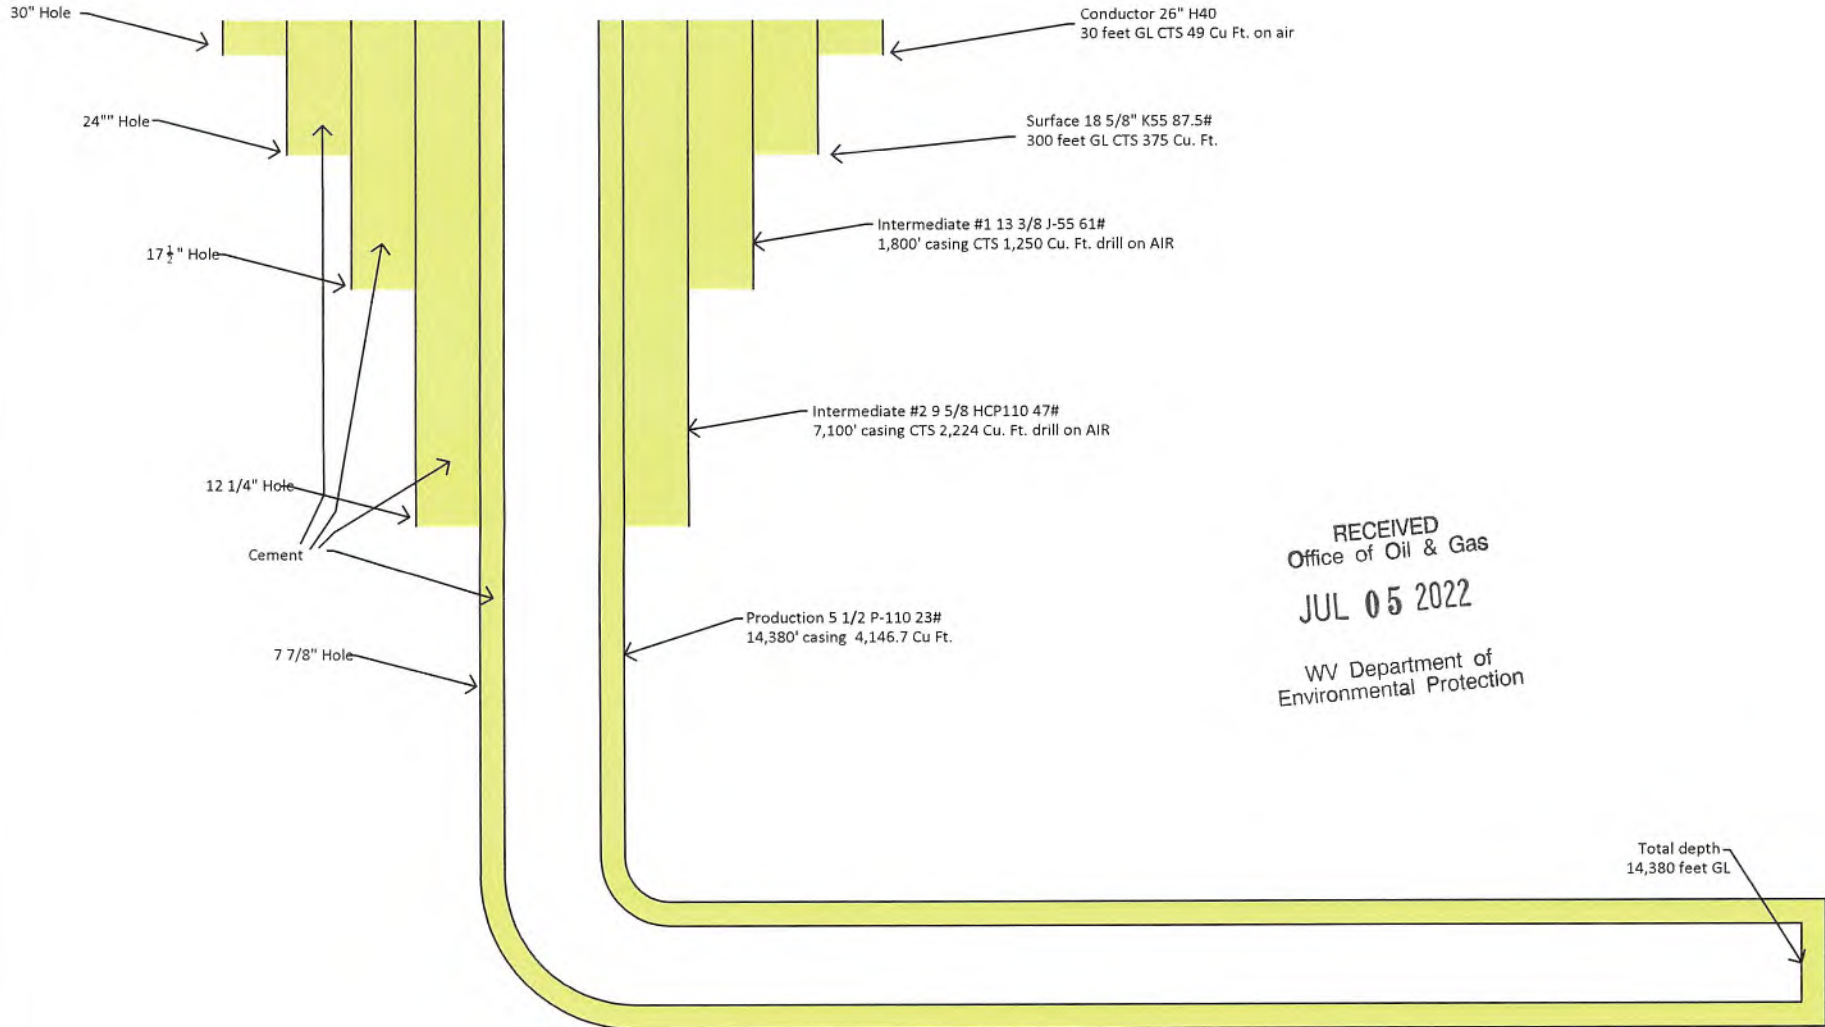 30" Hole
Conductor 26" H40
30 feet GL CTS 49 Cu Ft. on air
24"" Hole
Surface 18 5/8" K55 87.5#
300 feet GL CTS 375 Cu. Ft.
17 ½" Hole
Intermediate #1 13 3/8 J-55 61#
1,800' casing CTS 1,250 Cu. Ft. drill on AIR
Intermediate #2 9 5/8 HCP110 47#
7,100' casing CTS 2,224 Cu. Ft. drill on AIR
12 1/4" Hole
Cement
RECEIVED
Office of Oil & Gas
JUL 05 2022
WV Department of
Environmental Protection
Production 5 1/2 P-110 23#
14,380' casing 4,146.7 Cu Ft.
7 7/8" Hole
Total depth
14,380 feet GL